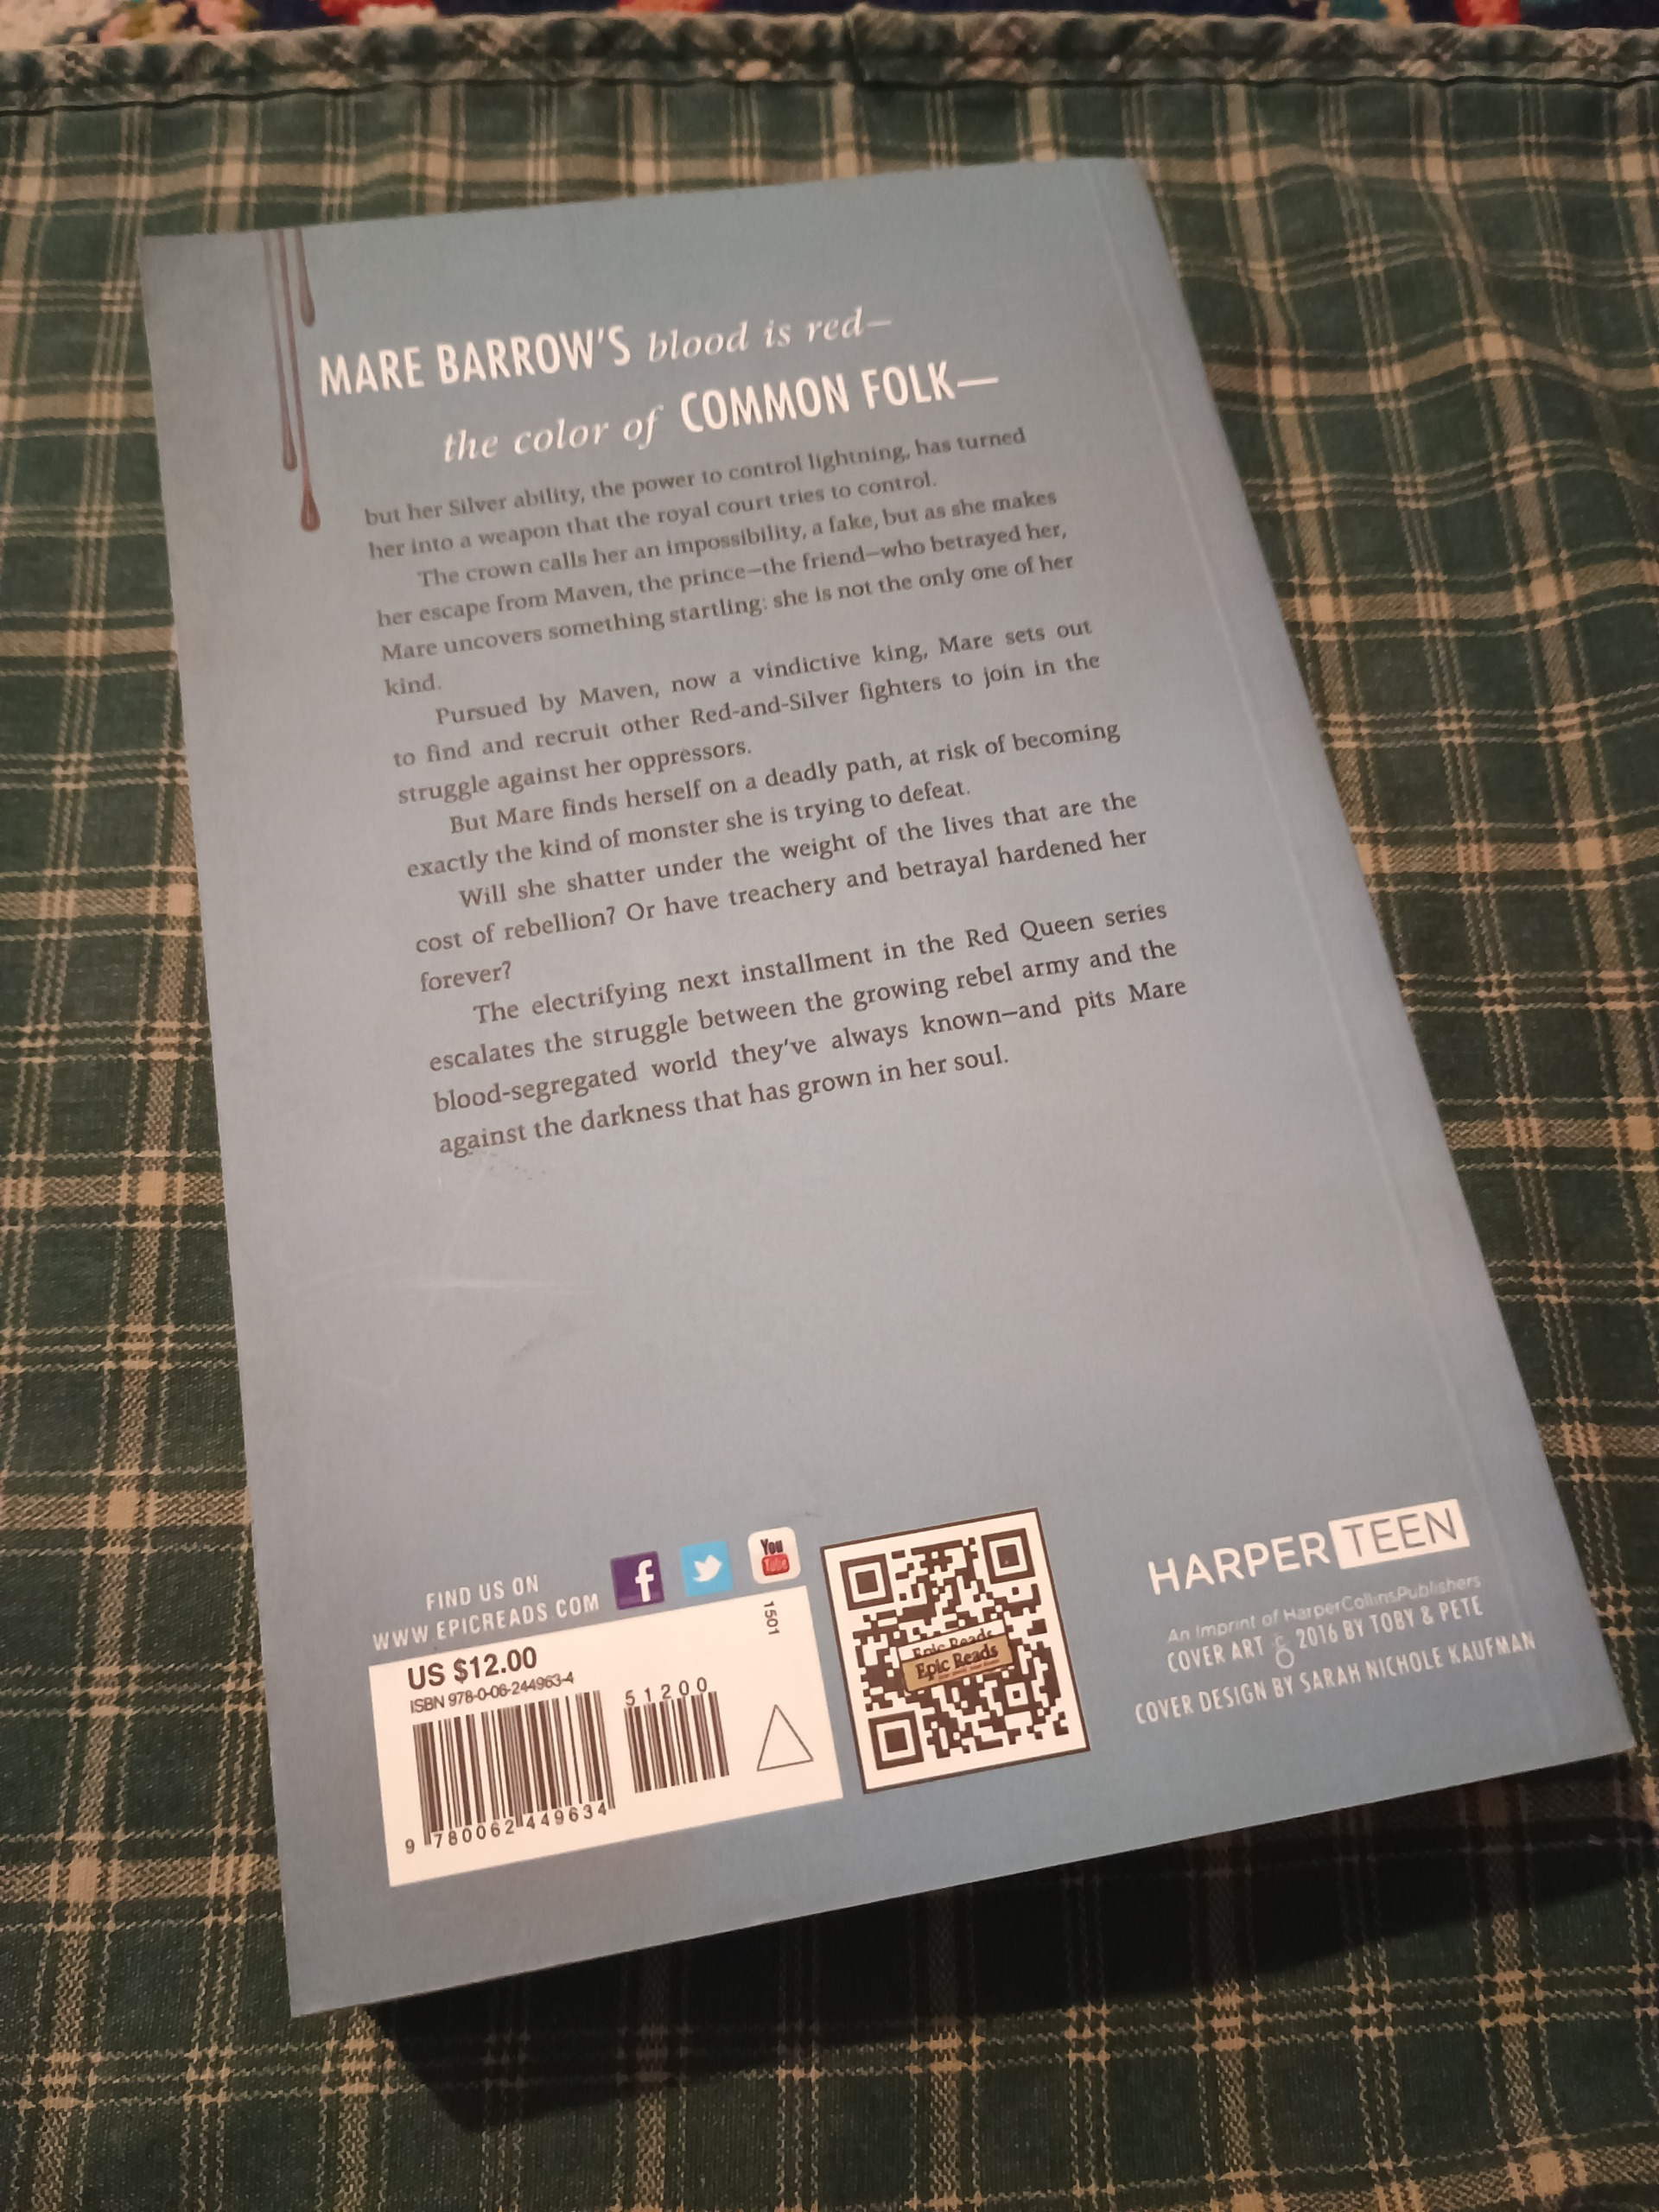 MARE BARROW'S blood is red—
the color of COMMON FOLK—
but her Silver ability, the power to control lightning, has turned
her into a weapon that the royal court tries to control.
The crown calls her an impossibility, a fake, but as she makes
her escape from Maven, the prince—the friend—who betrayed her,
Mare uncovers something startling: she is not the only one of her
kind.
Pursued by Maven, now a vindictive king, Mare sets out
to find and recruit other Red-and-Silver fighters to join in the
struggle against her oppressors.
But Mare finds herself on a deadly path, at risk of becoming
exactly the kind of monster she is trying to defeat.
Will she shatter under the weight of the lives that are the
cost of rebellion? Or have treachery and betrayal hardened her
forever?
The electrifying next installment in the Red Queen series
escalates the struggle between the growing rebel army and the
blood-segregated world they've always known—and pits Mare
against the darkness that has grown in her soul.
FIND US ON
WWW.EPICREADS.COM
f
You
Tube
1501
US $12.00
ISBN 978-0-06-244963-4
51200
9 780062 449634
Epic Reads
Epic Reads
HARPER TEEN
An Imprint of HarperCollinsPublishers
COVER ART © 2016 BY TOBY & PETE
COVER DESIGN BY SARAH NICHOLE KAUFMAN